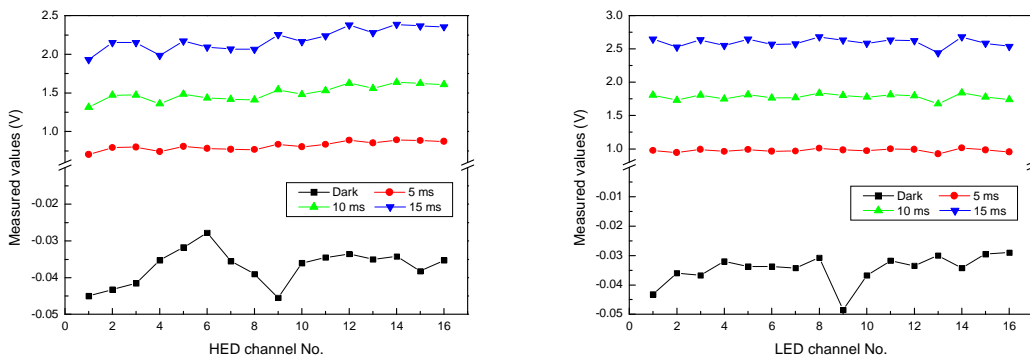 Measured values (V)
2.5
2.0
1.5
1.0
-0.02
-0.03
-0.04
-0.05
Dark 5 ms
10 ms 15 ms
0 2 4 6 8 10 12 14 16
HED channel No.
Measured values (V)
3.0
2.5
2.0
1.5
1.0
-0.01
-0.02
-0.03
-0.04
-0.05
Dark 5 ms
10 ms 15 ms
0 2 4 6 8 10 12 14 16
LED channel No.